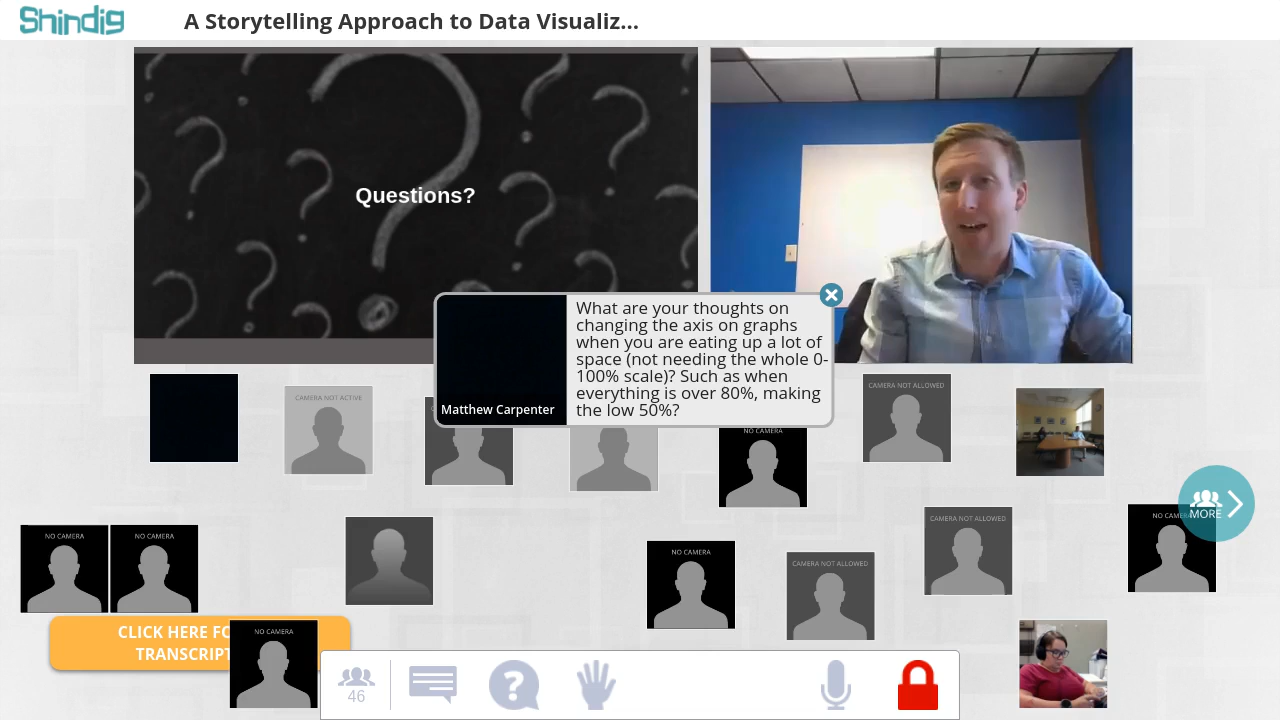 Shindig
A Storytelling Approach to Data Visualiz...
Questions?
What are your thoughts on
changing the axis on graphs
when you are eating up a lot of
space (not needing the whole 0-
100% scale)? Such as when
everything is over 80%, making
the low 50%?
Matthew Carpenter
CAMERA NOT ACTIVE
NO CAMERA
CAMERA NOT ALLOWED
MORE
NO CAMERA
NO CAMERA
NO CAMERA
CAMERA NOT ALLOWED
CAMERA NOT ALLOWED
NO CAMERA
CLICK HERE FO
TRANSCRIPT
NO CAMERA
46